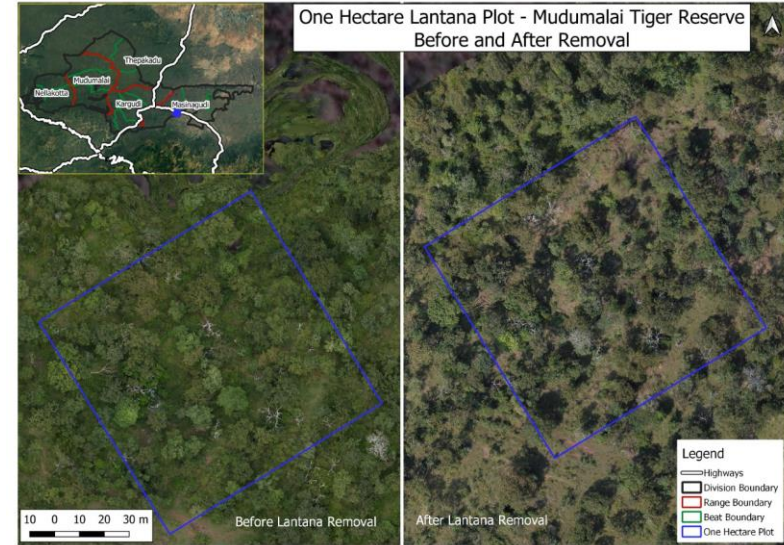 One Hectare Lantana Plot - Mudumalai Tiger Reserve
Before and After Removal
Thepakadu
Mudumalai
Nellakotta
Kargudi
Masinagudi
10 0 10 20 30 m
Before Lantana Removal
After Lantana Removal
Legend
Highways
Division Boundary
Range Boundary
Beat Boundary
One Hectare Plot